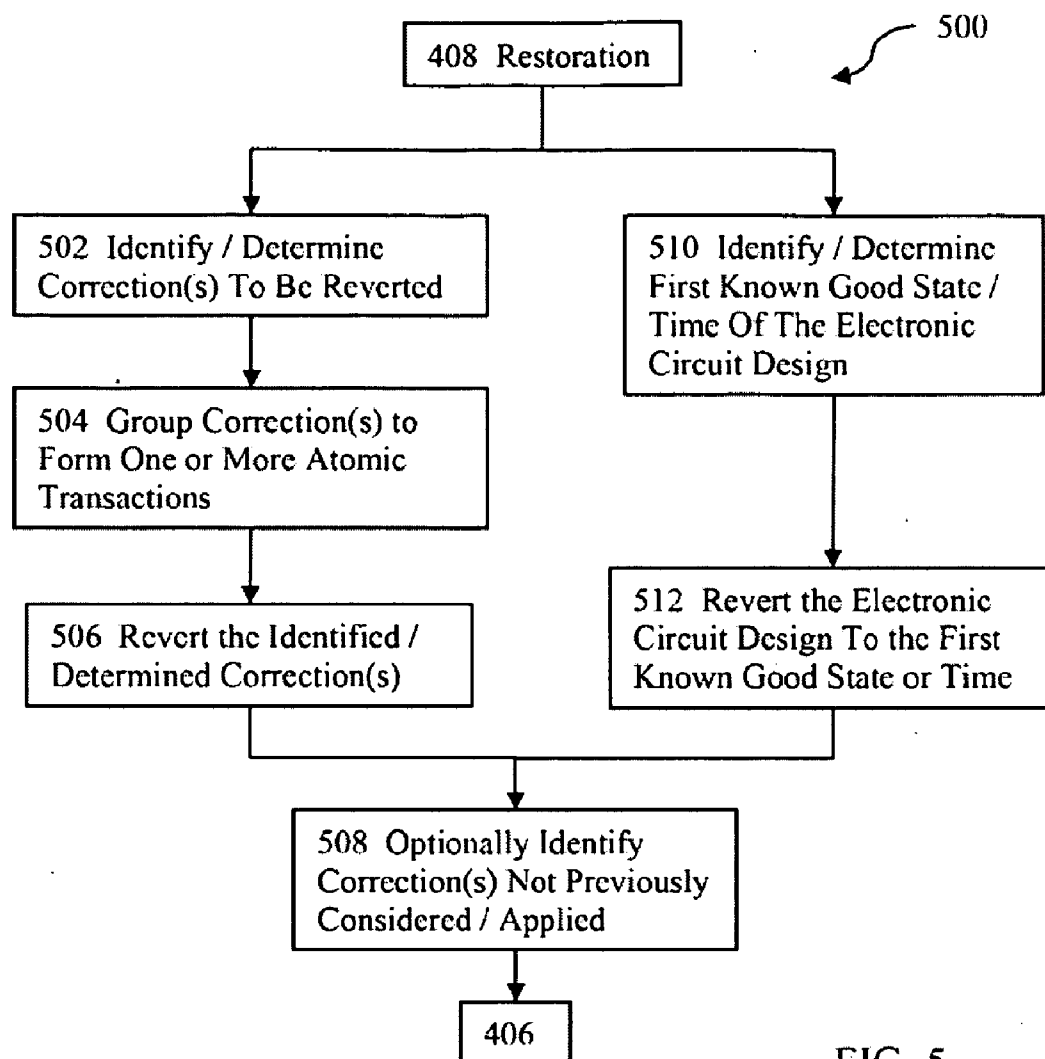 500
408 Restoration
502 Identify / Determine
Correction(s) To Be Reverted
510 Identify / Determine
First Known Good State /
Time Of The Electronic
Circuit Design
504 Group Correction(s) to
Form One or More Atomic
Transactions
506 Revert the Identified /
Determined Correction(s)
512 Revert the Electronic
Circuit Design To the First
Known Good State or Time
508 Optionally Identify
Correction(s) Not Previously
Considered / Applied
406
FIG. 5